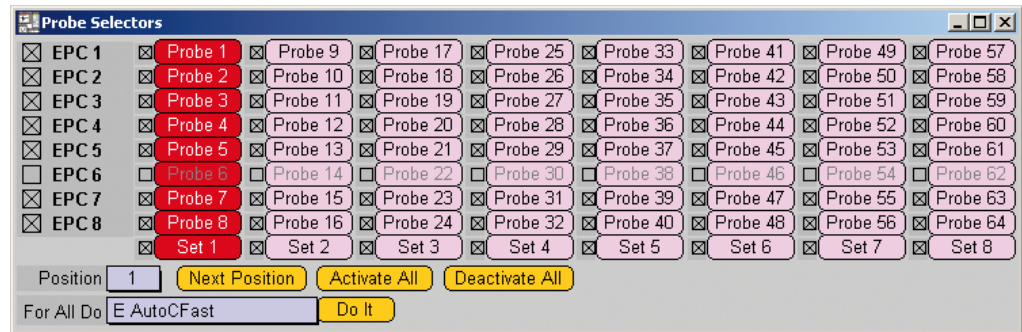 Probe Selectors
EPC 1 Probe 1 Probe 9 Probe 17 Probe 25 Probe 33 Probe 41 Probe 49 Probe 57
EPC 2 Probe 2 Probe 10 Probe 18 Probe 26 Probe 34 Probe 42 Probe 50 Probe 58
EPC 3 Probe 3 Probe 11 Probe 19 Probe 27 Probe 35 Probe 43 Probe 51 Probe 59
EPC 4 Probe 4 Probe 12 Probe 20 Probe 28 Probe 36 Probe 44 Probe 52 Probe 60
EPC 5 Probe 5 Probe 13 Probe 21 Probe 29 Probe 37 Probe 45 Probe 53 Probe 61
EPC 6 Probe 6 Probe 14 Probe 22 Probe 30 Probe 38 Probe 46 Probe 54 Probe 62
EPC 7 Probe 7 Probe 15 Probe 23 Probe 31 Probe 39 Probe 47 Probe 55 Probe 63
EPC 8 Probe 8 Probe 16 Probe 24 Probe 32 Probe 40 Probe 48 Probe 56 Probe 64
Set 1 Set 2 Set 3 Set 4 Set 5 Set 6 Set 7 Set 8
Position 1 Next Position Activate All Deactivate All
For All Do E AutoCFast Do It